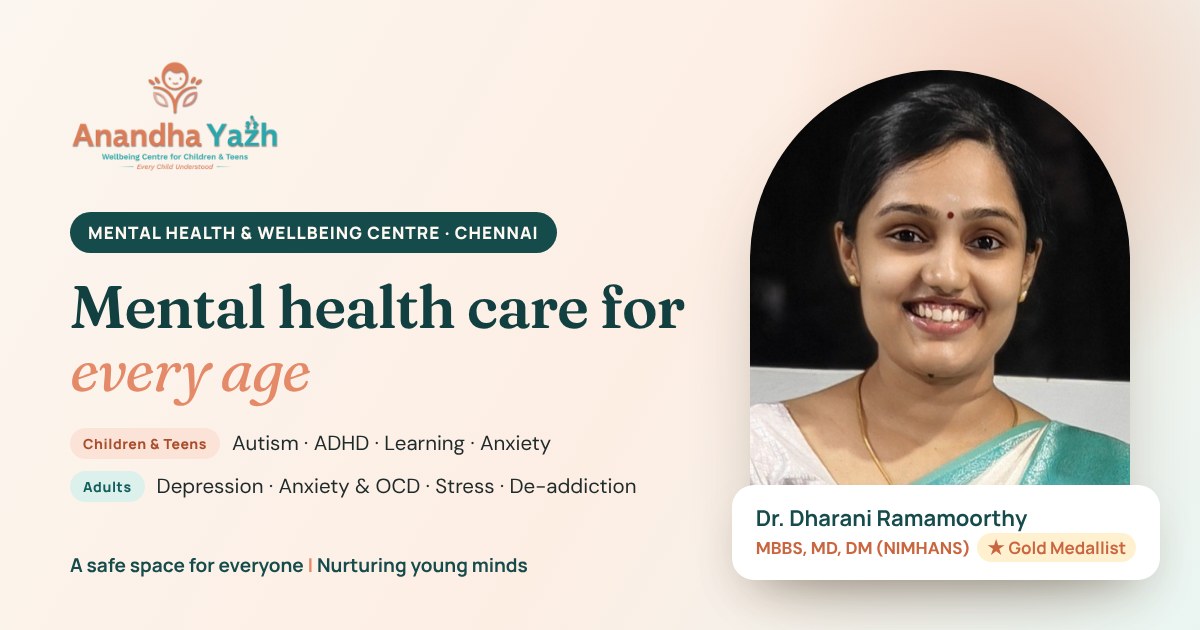 Anandha Yazh
Wellbeing Centre for Children & Teens
Every Child Understood
MENTAL HEALTH & WELLBEING CENTRE · CHENNAI
Mental health care for
every age
Children & Teens Autism · ADHD · Learning · Anxiety
Adults Depression · Anxiety & OCD · Stress · De-addiction
A safe space for everyone | Nurturing young minds
Dr. Dharani Ramamoorthy
MBBS, MD, DM (NIMHANS) ★ Gold Medallist